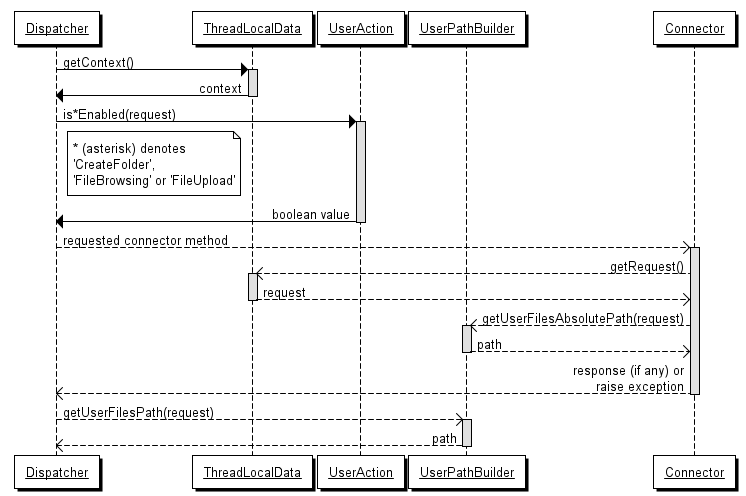 Dispatcher
ThreadLocalData
UserAction
UserPathBuilder
Connector
getContext()
context
is*Enabled(request)
* (asterisk) denotes
'CreateFolder',
'FileBrowsing' or 'FileUpload'
boolean value
requested connector method
getRequest()
request
getUserFilesAbsolutePath(request)
path
response (if any) or
raise exception
getUserFilesPath(request)
path
Dispatcher
ThreadLocalData
UserAction
UserPathBuilder
Connector